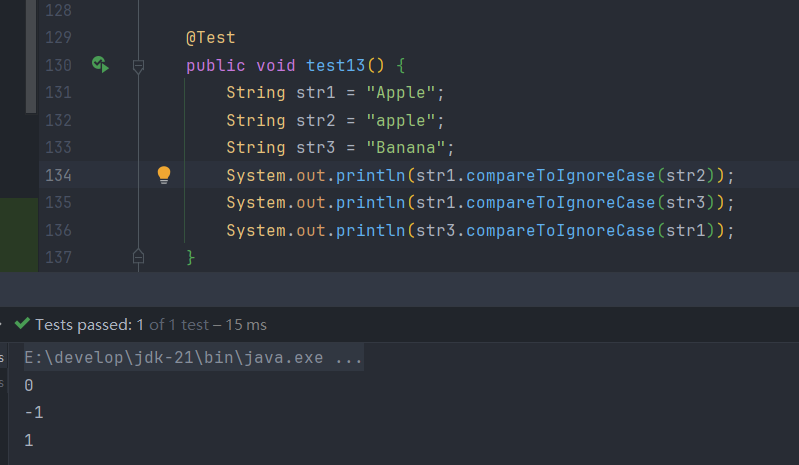 128
129 @Test
130 public void test13() {
131 String str1 = "Apple";
132 String str2 = "apple";
133 String str3 = "Banana";
134 System.out.println(str1.compareToIgnoreCase(str2));
135 System.out.println(str1.compareToIgnoreCase(str3));
136 System.out.println(str3.compareToIgnoreCase(str1));
137 }
Tests passed: 1 of 1 test – 15 ms
E:\develop\jdk-21\bin\java.exe ...
0
-1
1